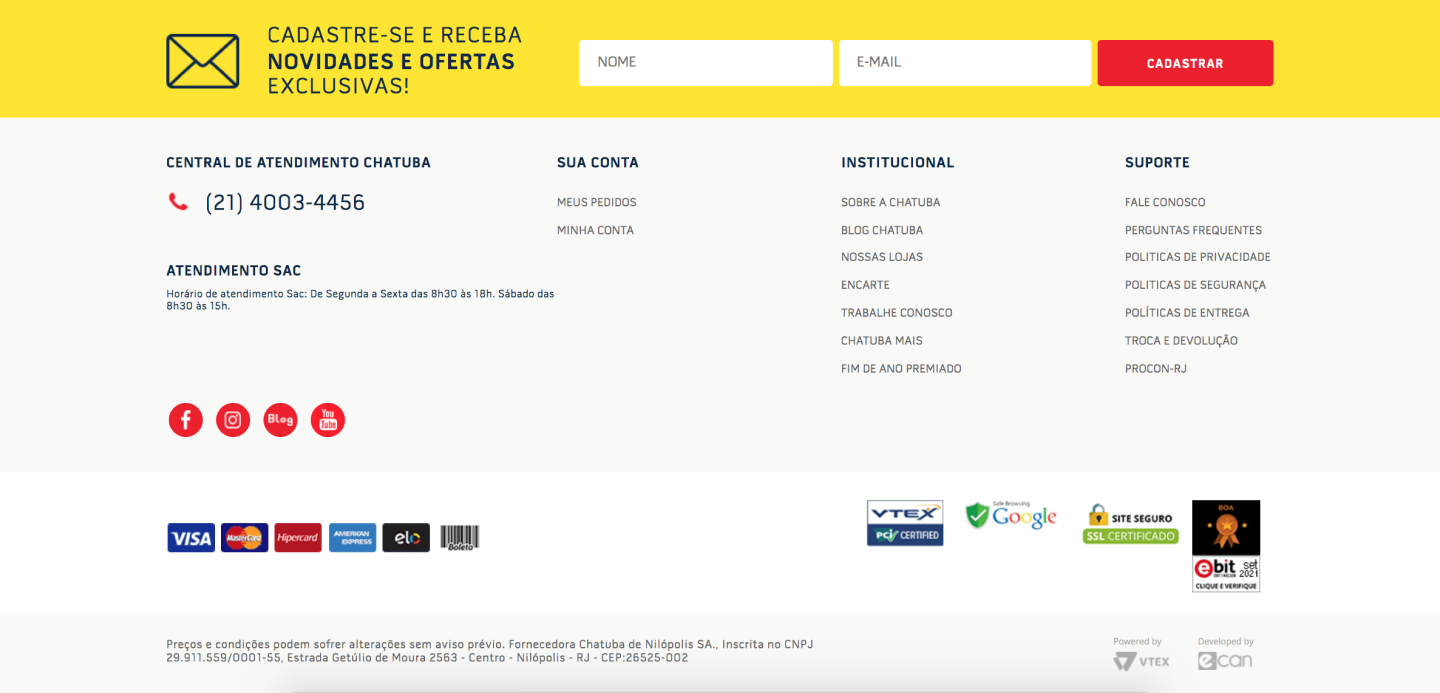 CADASTRE-SE E RECEBA
NOVIDADES E OFERTAS
EXCLUSIVAS!
NOME
E-MAIL
CADASTRAR
CENTRAL DE ATENDIMENTO CHATUBA
(21) 4003-4456
ATENDIMENTO SAC
Horário de atendimento Sac: De Segunda a Sexta das 8h30 às 18h. Sábado das
8h30 às 15h.
SUA CONTA
MEUS PEDIDOS
MINHA CONTA
INSTITUCIONAL
SOBRE A CHATUBA
BLOG CHATUBA
NOSSAS LOJAS
ENCARTE
TRABALHE CONOSCO
CHATUBA MAIS
FIM DE ANO PREMIADO
SUPORTE
FALE CONOSCO
PERGUNTAS FREQUENTES
POLITICAS DE PRIVACIDADE
POLITICAS DE SEGURANÇA
POLÍTICAS DE ENTREGA
TROCA E DEVOLUÇÃO
PROCON-RJ
f
Blog
You
Tube
VISA
MasterCard
Hipercard
AMERICAN
EXPRESS
elo
Boleto
VTEX
PCI CERTIFIED
Safe Browsing
Google
SITE SEGURO
SSL CERTIFICADO
BOA
ebit
set
2021
CLIQUE E VERIFIQUE
Preços e condições podem sofrer alterações sem aviso prévio. Fornecedora Chatuba de Nilópolis SA., Inscrita no CNPJ
29.911.559/0001-55, Estrada Getúlio de Moura 2563 - Centro - Nilópolis - RJ - CEP:26525-002
Powered by
VTEX
Developed by
e-can